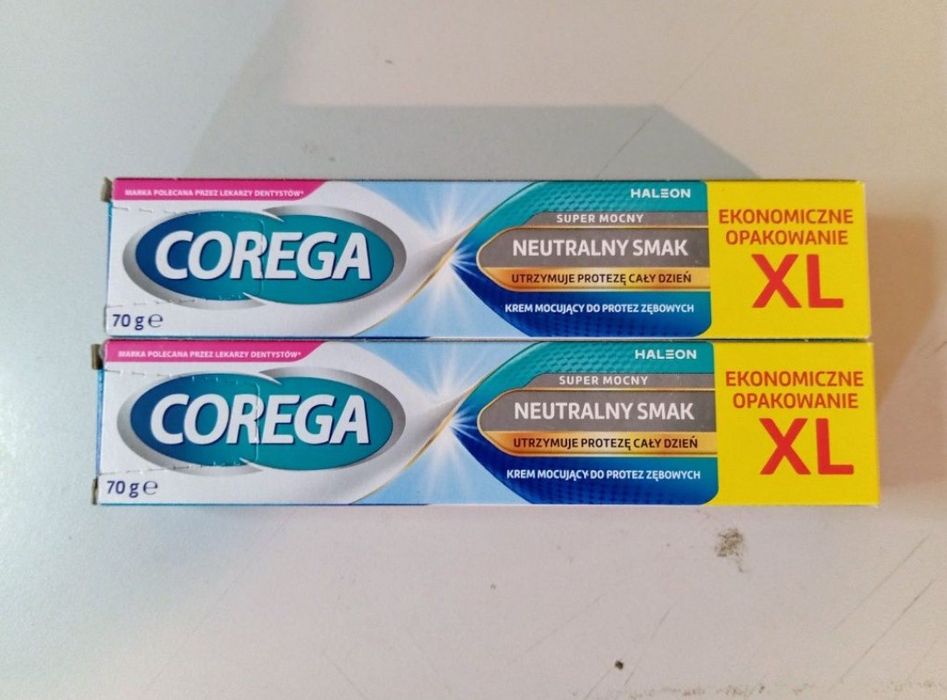 MARKA POLECANA PRZEZ LEKARZY DENTYSTÓW*
COREGA
70 g e
HALEON
SUPER MOCNY
NEUTRALNY SMAK
UTRZYMUJE PROTEZĘ CAŁY DZIEŃ
KREM MOCUJĄCY DO PROTEZ ZĘBOWYCH
EKONOMICZNE
OPAKOWANIE
XL
MARKA POLECANA PRZEZ LEKARZY DENTYSTÓW*
COREGA
70 g e
HALEON
SUPER MOCNY
NEUTRALNY SMAK
UTRZYMUJE PROTEZĘ CAŁY DZIEŃ
KREM MOCUJĄCY DO PROTEZ ZĘBOWYCH
EKONOMICZNE
OPAKOWANIE
XL